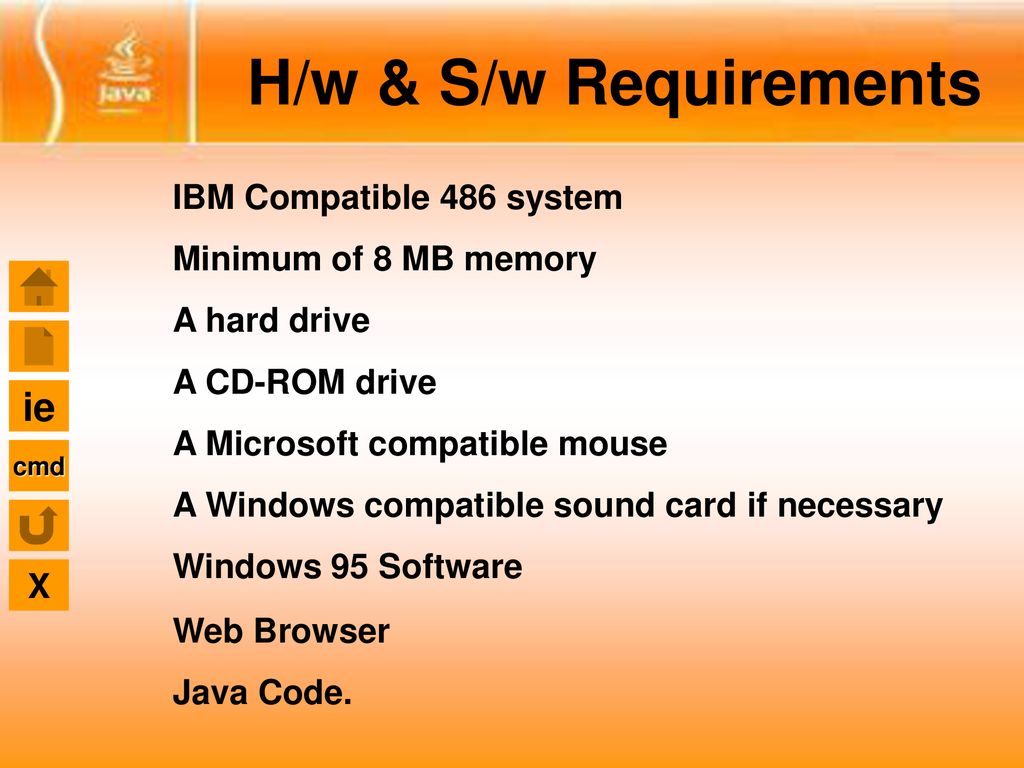 Java
H/w & S/w Requirements
IBM Compatible 486 system
Minimum of 8 MB memory
A hard drive
A CD-ROM drive
A Microsoft compatible mouse
A Windows compatible sound card if necessary
Windows 95 Software
Web Browser
Java Code.
ie
cmd
X